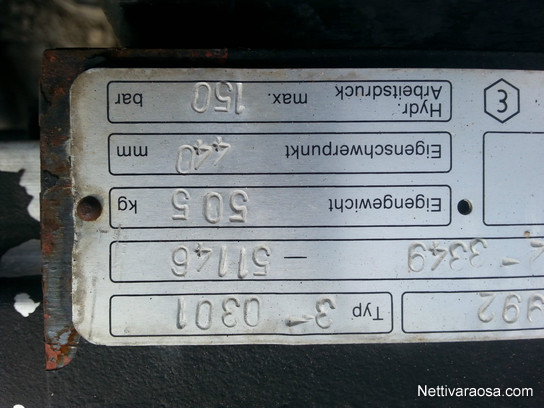 992 Typ 3- 0301
- 3349 - 51146
Eigengewicht 505 kg
Eigenschwerpunkt 440 mm
Hydr.
Arbeitsdruck max. 150 bar
Nettivaraosa.com